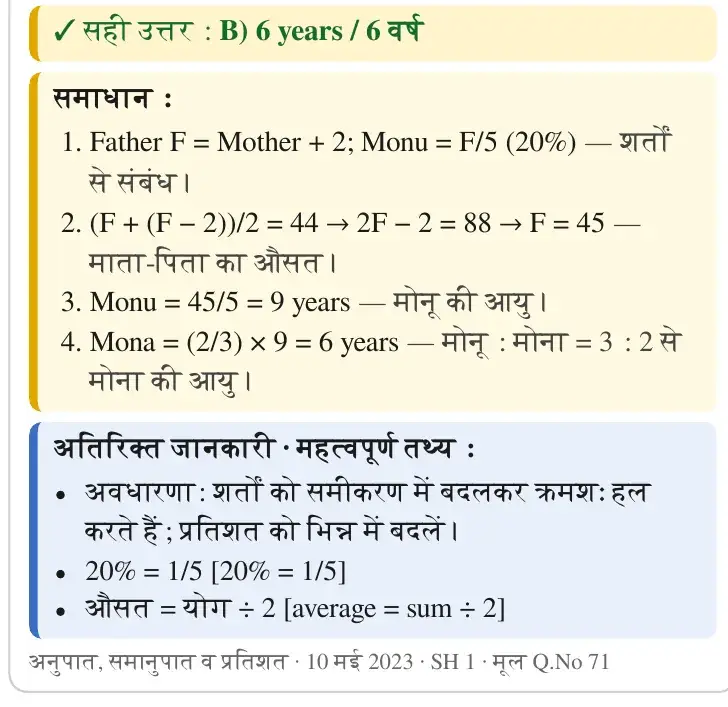 ✓ सही उत्तर : B) 6 years / 6 वर्ष
समाधान :
1. Father F = Mother + 2; Monu = F/5 (20%) — शर्तों
से संबंध।
2. (F + (F − 2))/2 = 44 → 2F − 2 = 88 → F = 45 —
माता-पिता का औसत।
3. Monu = 45/5 = 9 years — मोनू की आयु।
4. Mona = (2/3) × 9 = 6 years — मोनू : मोना = 3 : 2 से
मोना की आयु।
अतिरिक्त जानकारी · महत्वपूर्ण तथ्य :
• अवधारणा : शर्तों को समीकरण में बदलकर क्रमशः हल
करते हैं; प्रतिशत को भिन्न में बदलें।
• 20% = 1/5 [20% = 1/5]
• औसत = योग ÷ 2 [average = sum ÷ 2]
अनुपात, समानुपात व प्रतिशत · 10 मई 2023 · SH 1 · मूल Q.No 71